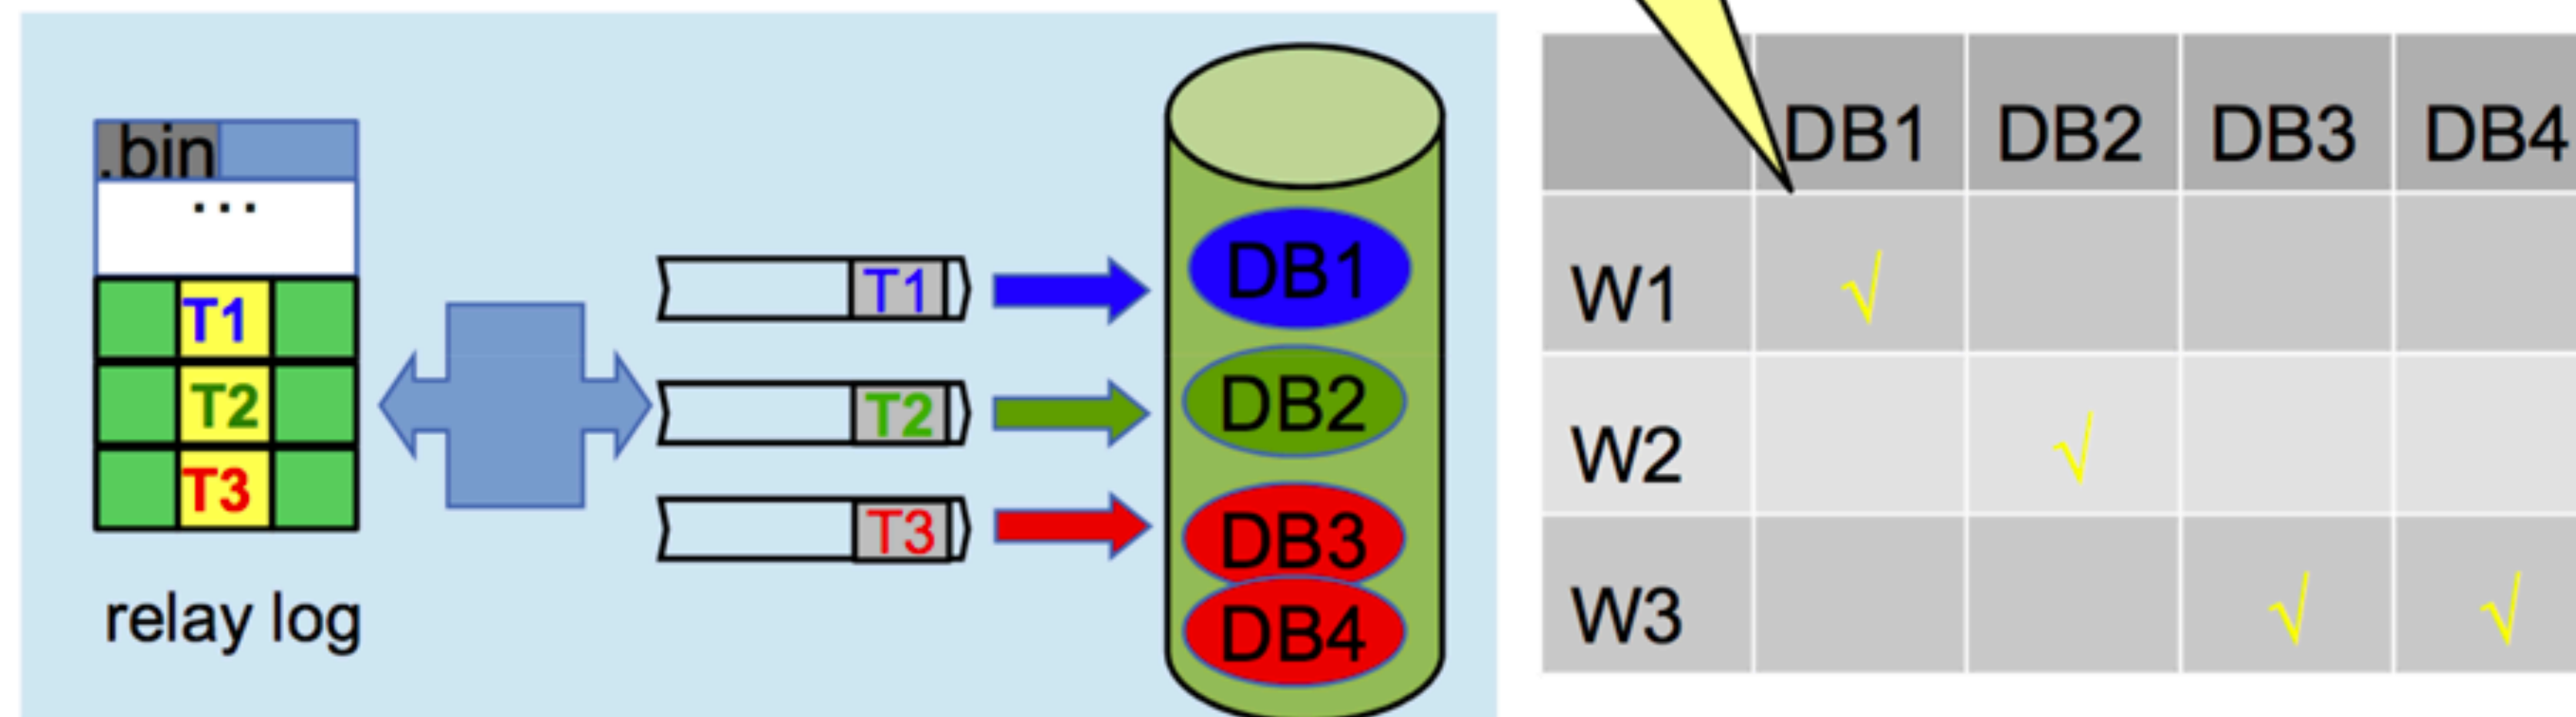 .bin
...
T1
T2
T3
relay log
T1
T2
T3
DB1
DB2
DB3
DB4
DB1 DB2 DB3 DB4
W1 √
W2 √
W3 √ √